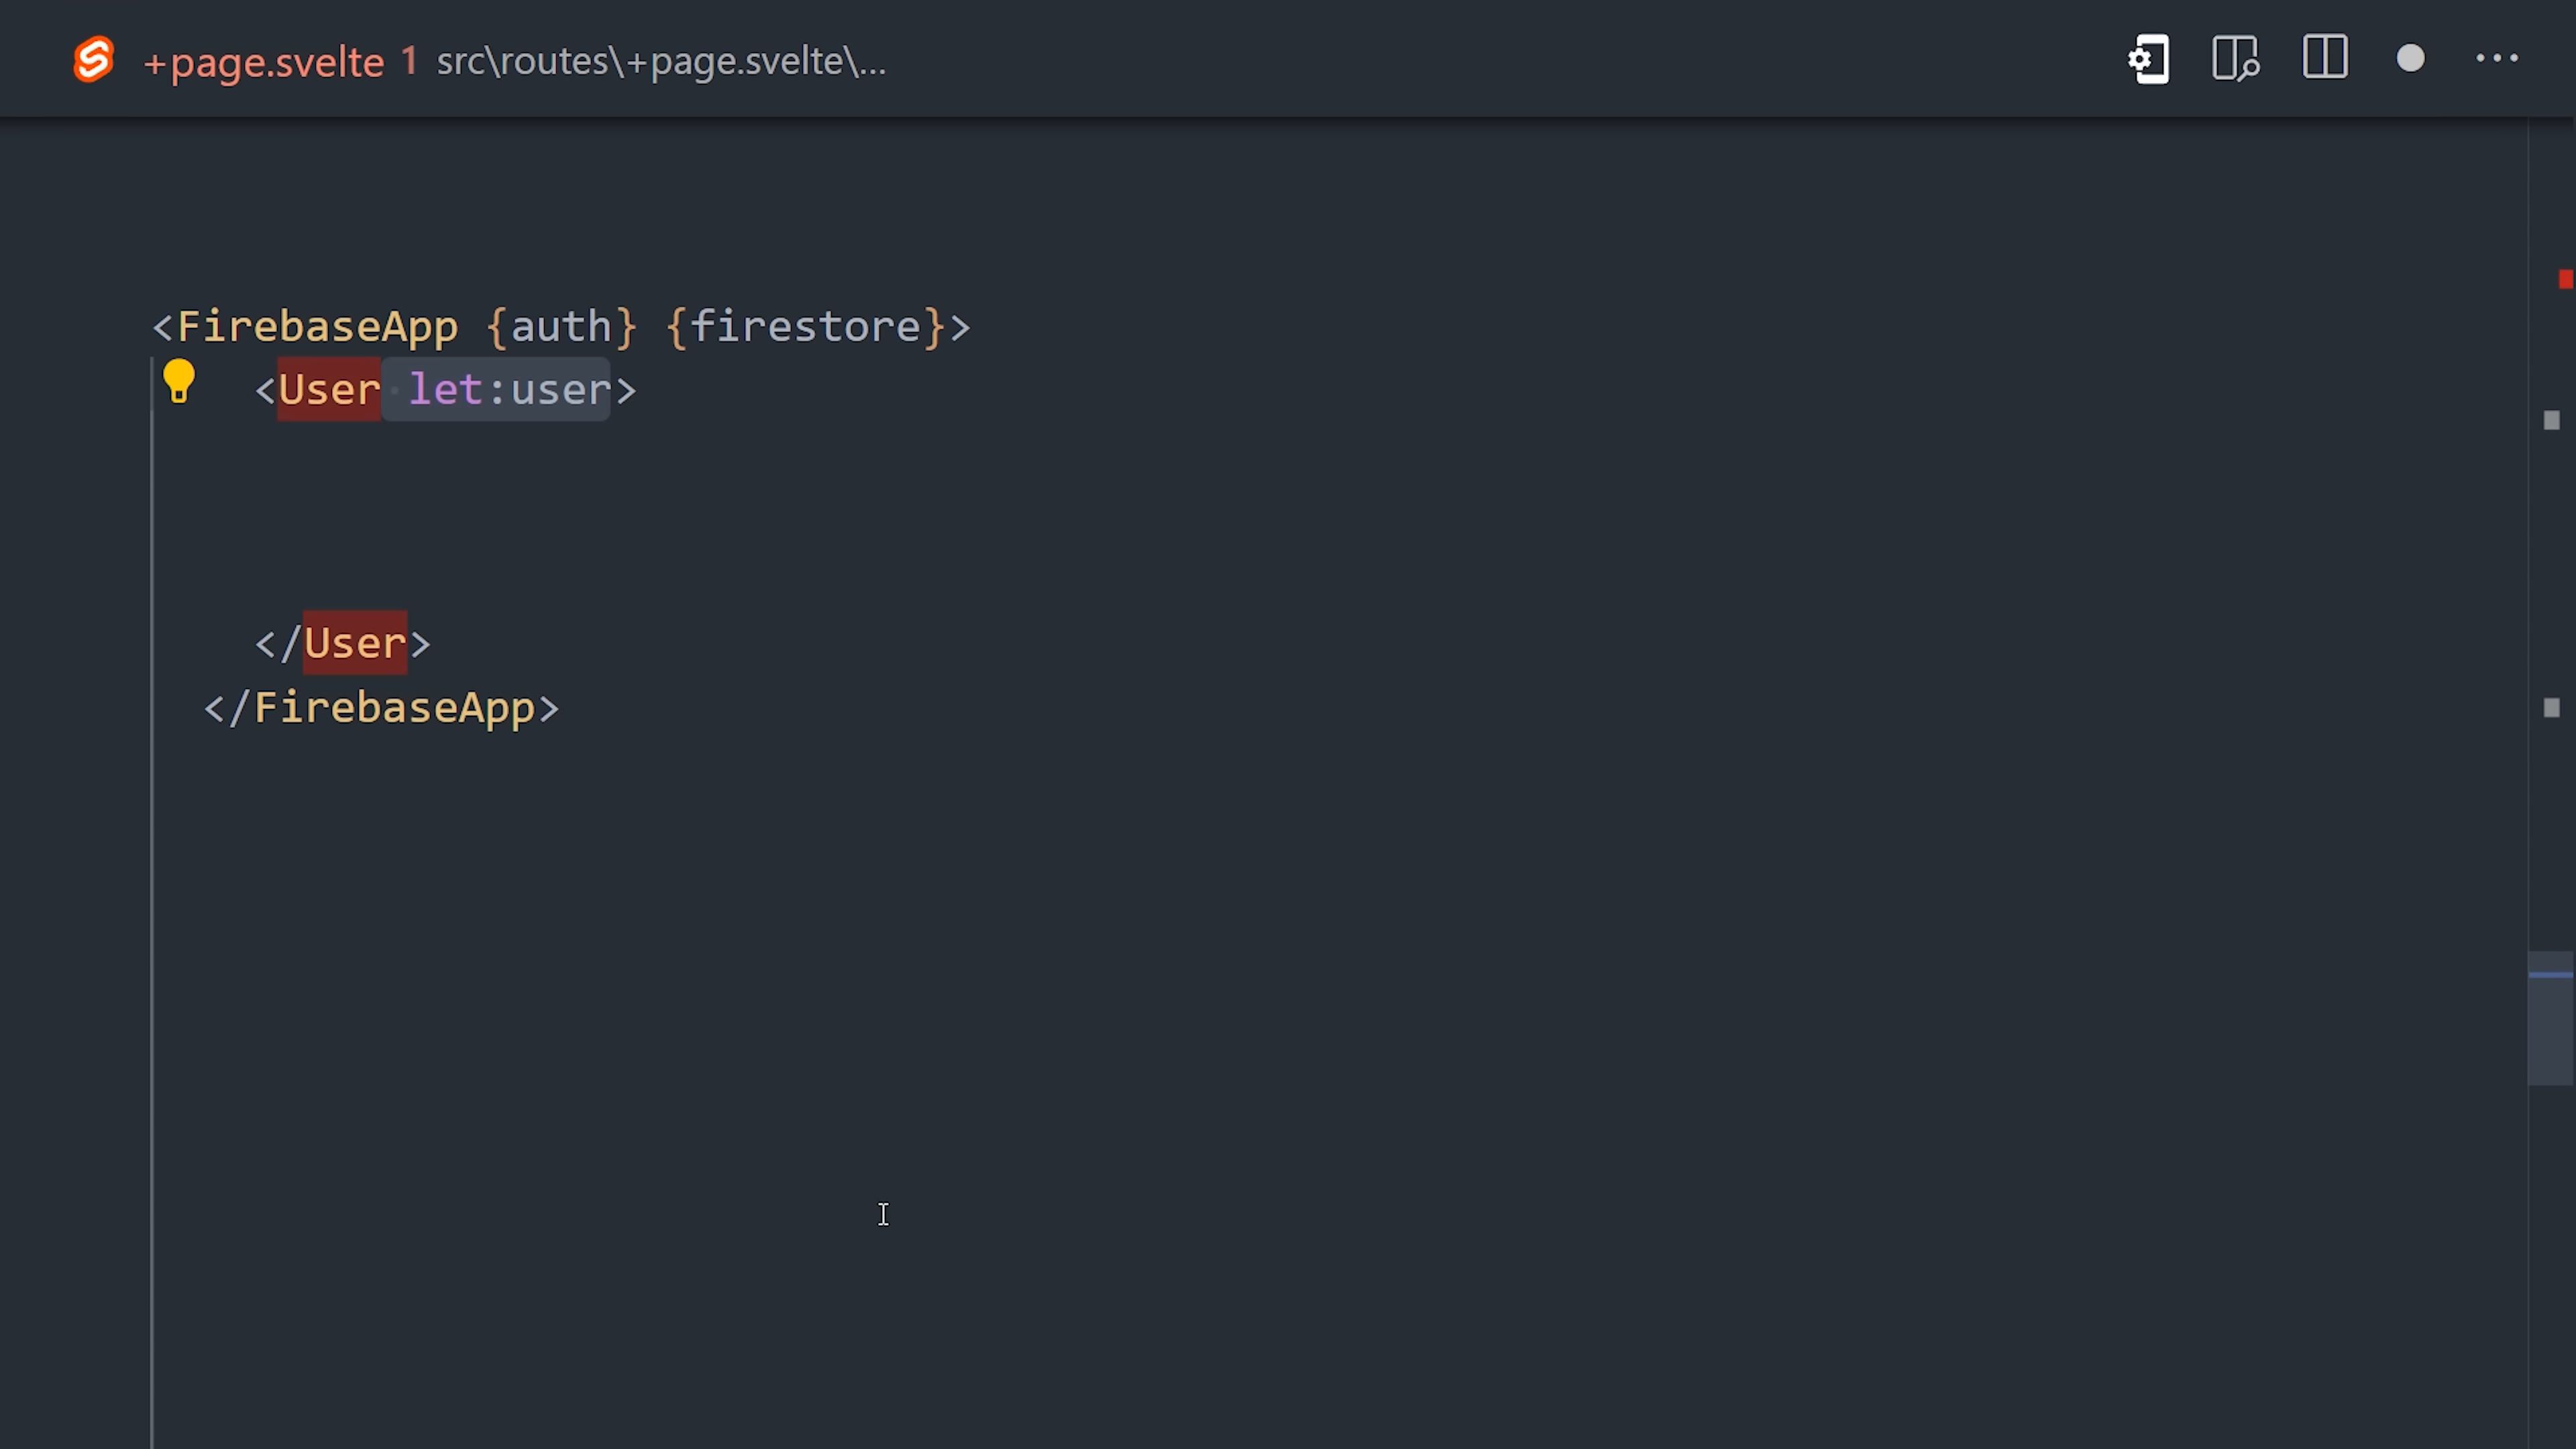 +page.svelte 1 src\routes\+page.svelte\...
<FirebaseApp {auth} {firestore}>
<User let:user>
</User>
</FirebaseApp>